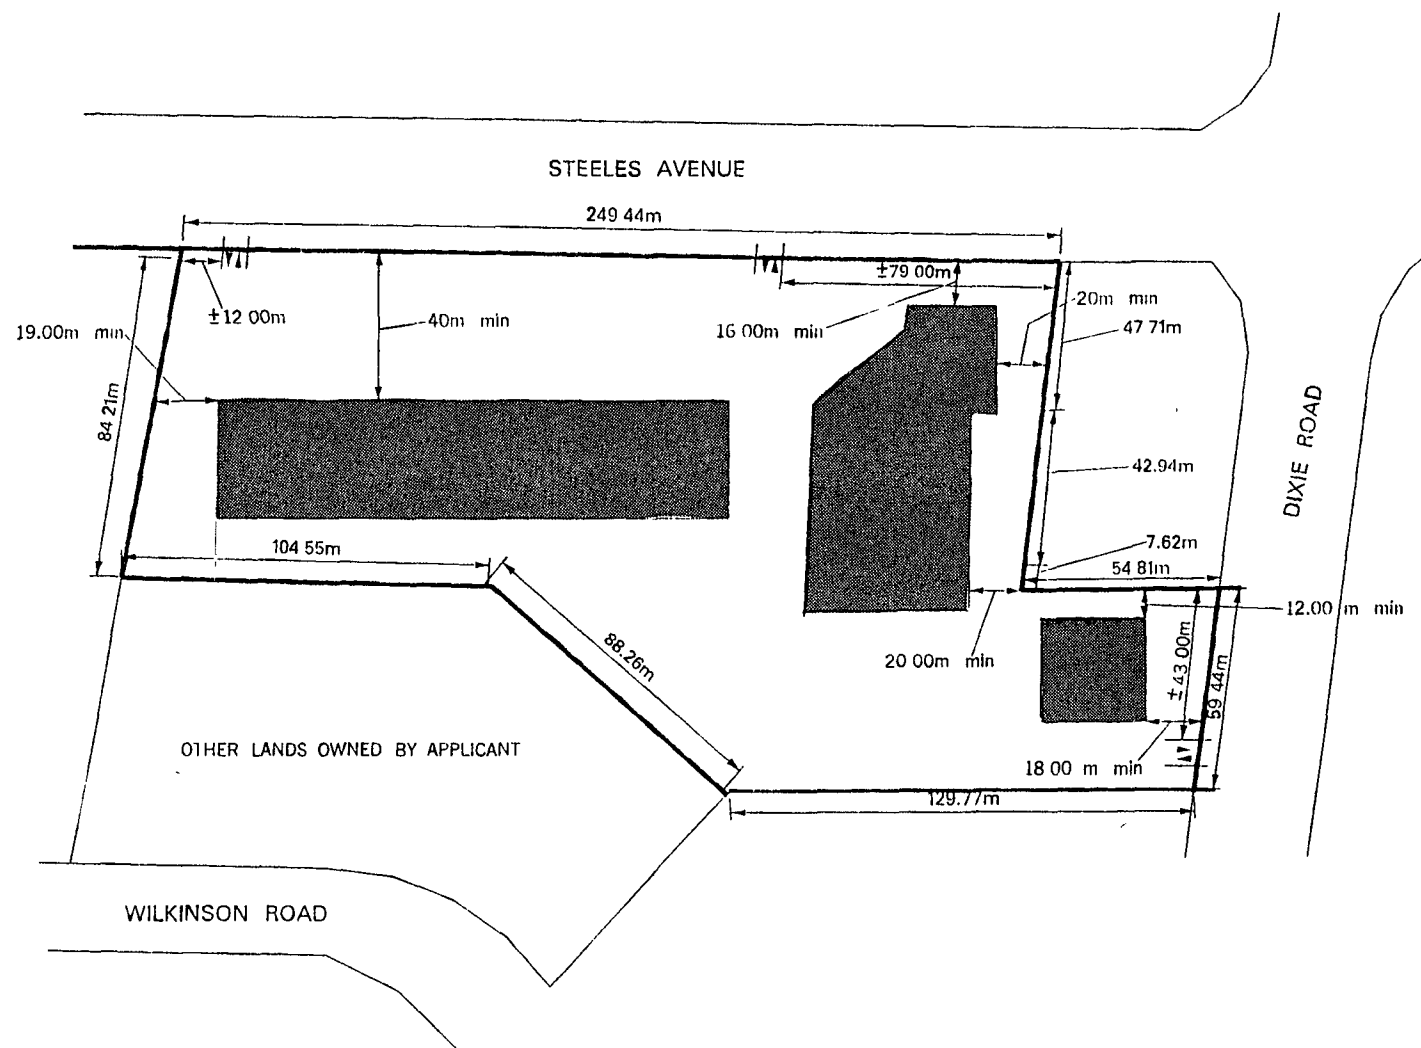 STEELES AVENUE
249 44m
±79 00m
±12 00m
40m min
16 00m min
20m min
47 71m
19.00m min
84 21m
DIXIE ROAD
42.94m
7.62m
54 81m
104 55m
12.00 m min
88.26m
20 00m min
±43 00m
59 44m
OTHER LANDS OWNED BY APPLICANT
18 00 m min
129.77m
WILKINSON ROAD